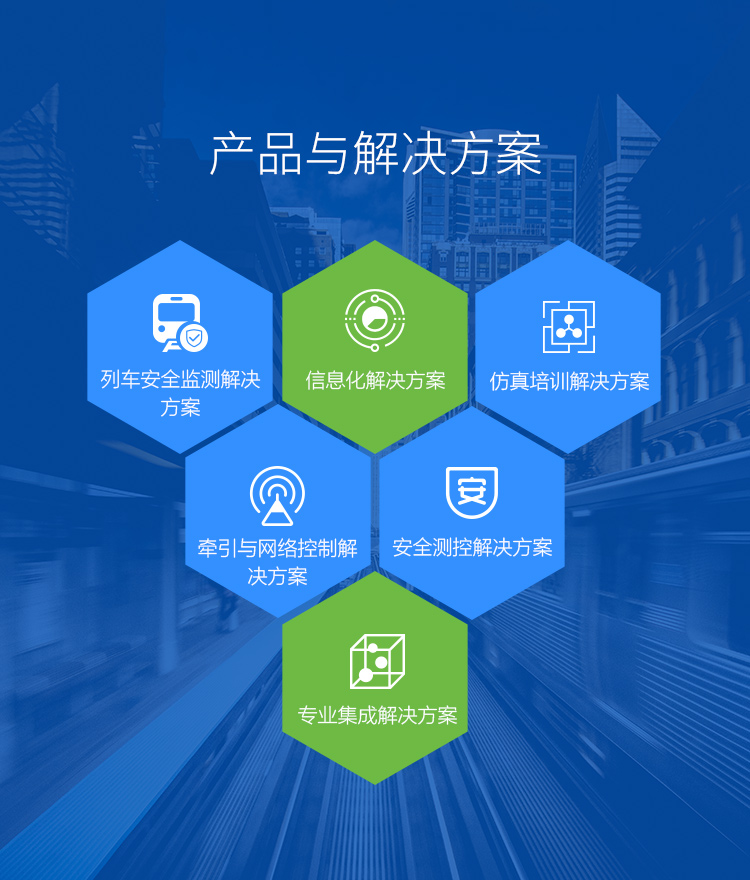 产品与解决方案
列车安全监测解决
方案
信息化解决方案
仿真培训解决方案
牵引与网络控制解
决方案
安
安全测控解决方案
专业集成解决方案